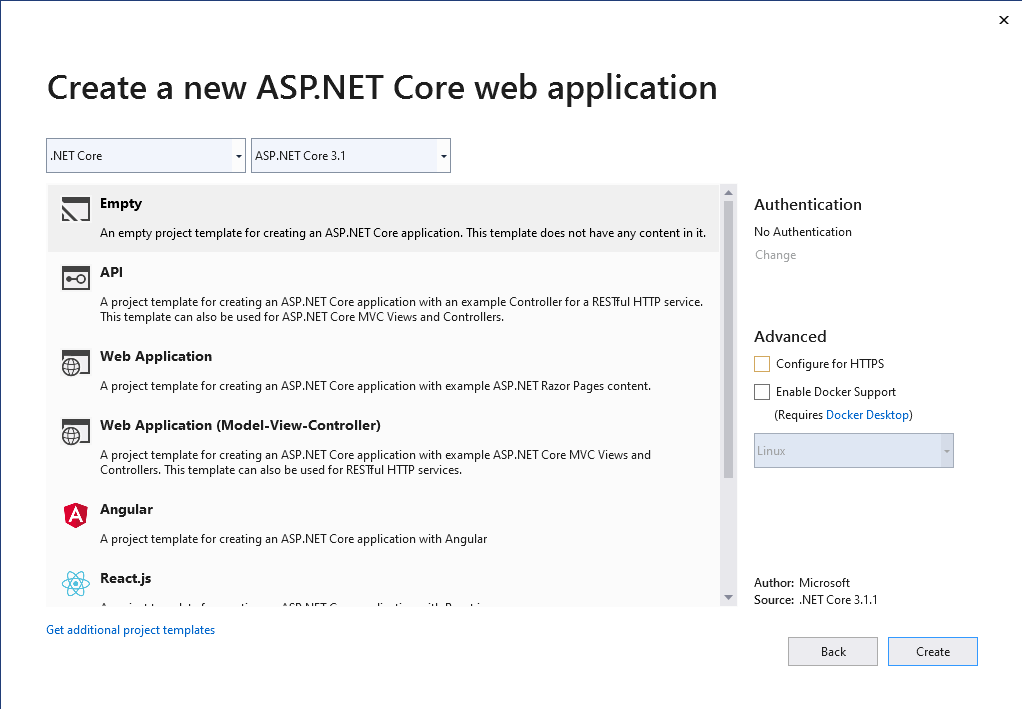 Create a new ASP.NET Core web application
.NET Core
ASP.NET Core 3.1
Empty
An empty project template for creating an ASP.NET Core application. This template does not have any content in it.
API
A project template for creating an ASP.NET Core application with an example Controller for a RESTful HTTP service.
This template can also be used for ASP.NET Core MVC Views and Controllers.
Web Application
A project template for creating an ASP.NET Core application with example ASP.NET Razor Pages content.
Web Application (Model-View-Controller)
A project template for creating an ASP.NET Core application with example ASP.NET Core MVC Views and
Controllers. This template can also be used for RESTful HTTP services.
Angular
A project template for creating an ASP.NET Core application with Angular
React.js
Get additional project templates
Authentication
No Authentication
Change
Advanced
Configure for HTTPS
Enable Docker Support
(Requires Docker Desktop)
Linux
Author: Microsoft
Source: .NET Core 3.1.1
Back
Create